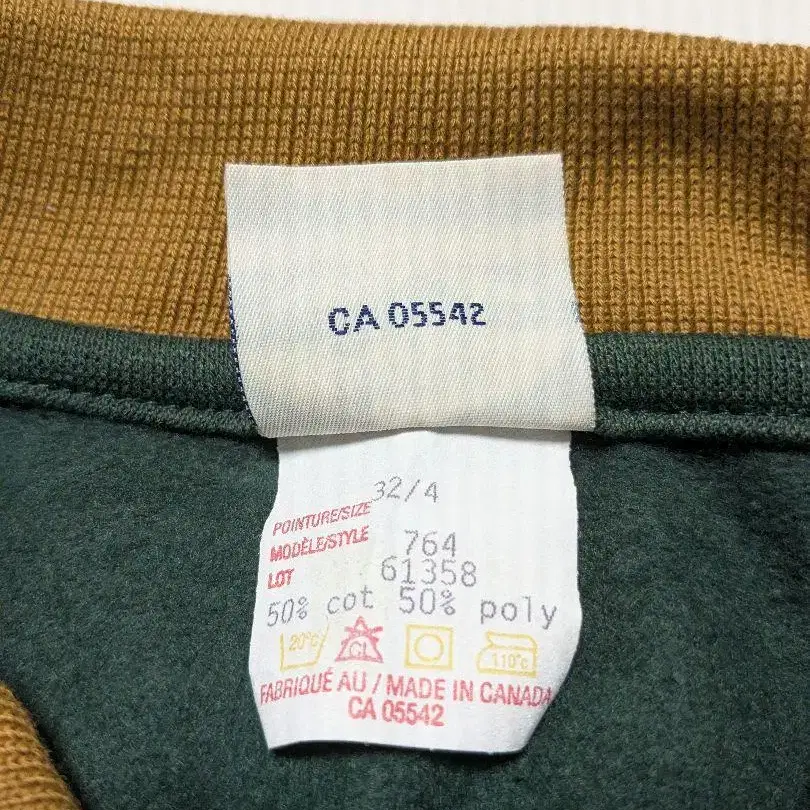 CA 05542
POINTURE/SIZE 32/4
MODÈLE/STYLE 764
LOT 61358
50% cot 50% poly
20°c CL 110°c
FABRIQUÉ AU / MADE IN CANADA
CA 05542